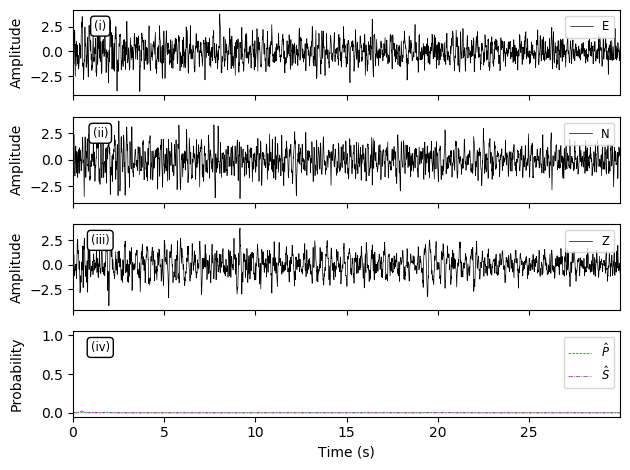 Amplitude
2.5
0.0
−2.5
(i)
E
Amplitude
2.5
0.0
−2.5
(ii)
N
Amplitude
2.5
0.0
−2.5
(iii)
Z
Probability
1.0
0.5
0.0
(iv)
P̂
Ŝ
0 5 10 15 20 25
Time (s)